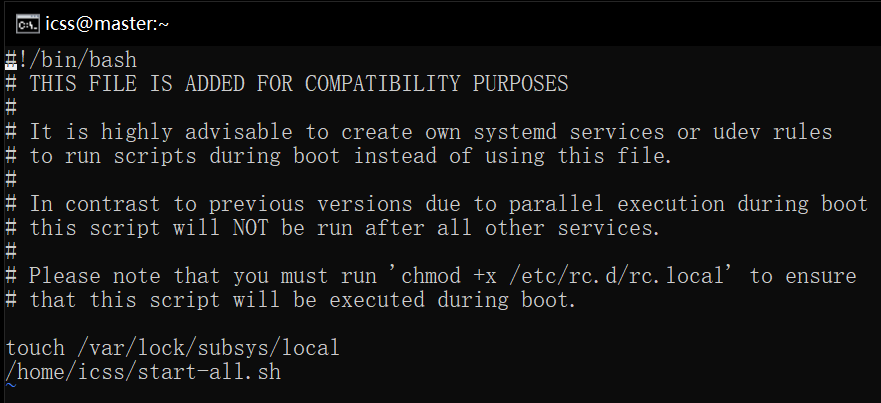 icss@master:~
#!/bin/bash
# THIS FILE IS ADDED FOR COMPATIBILITY PURPOSES
#
# It is highly advisable to create own systemd services or udev rules
# to run scripts during boot instead of using this file.
#
# In contrast to previous versions due to parallel execution during boot
# this script will NOT be run after all other services.
#
# Please note that you must run 'chmod +x /etc/rc.d/rc.local' to ensure
# that this script will be executed during boot.

touch /var/lock/subsys/local
/home/icss/start-all.sh
~